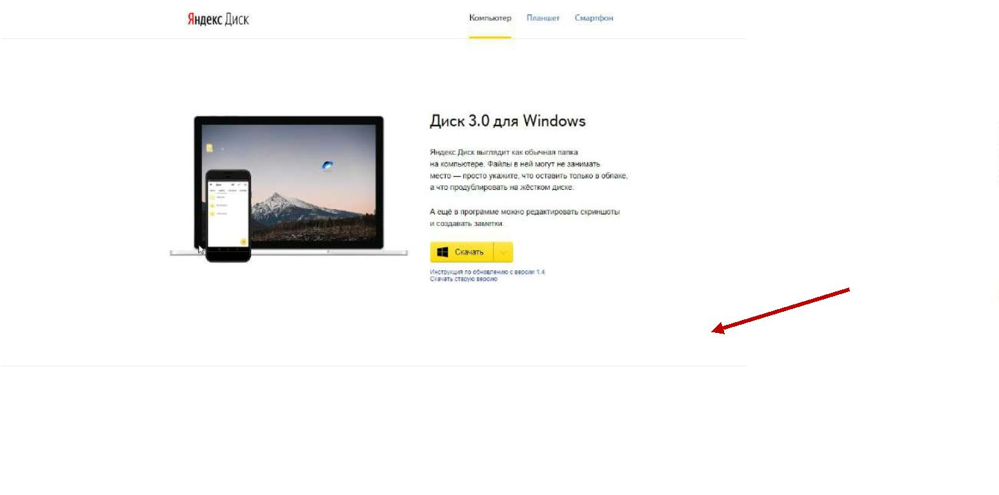 Яндекс Диск
Компьютер Планшет Смартфон
Диск 3.0 для Windows
Яндекс.Диск выглядит как обычная папка
на компьютере. Файлы в ней могут не занимать
место — просто укажите, что оставить только в облаке,
а что продублировать на жёстком диске.
А ещё в программе можно редактировать скриншоты
и создавать заметки.
Скачать
Инструкция по обновлению с версии 1.4
Скачать старую версию